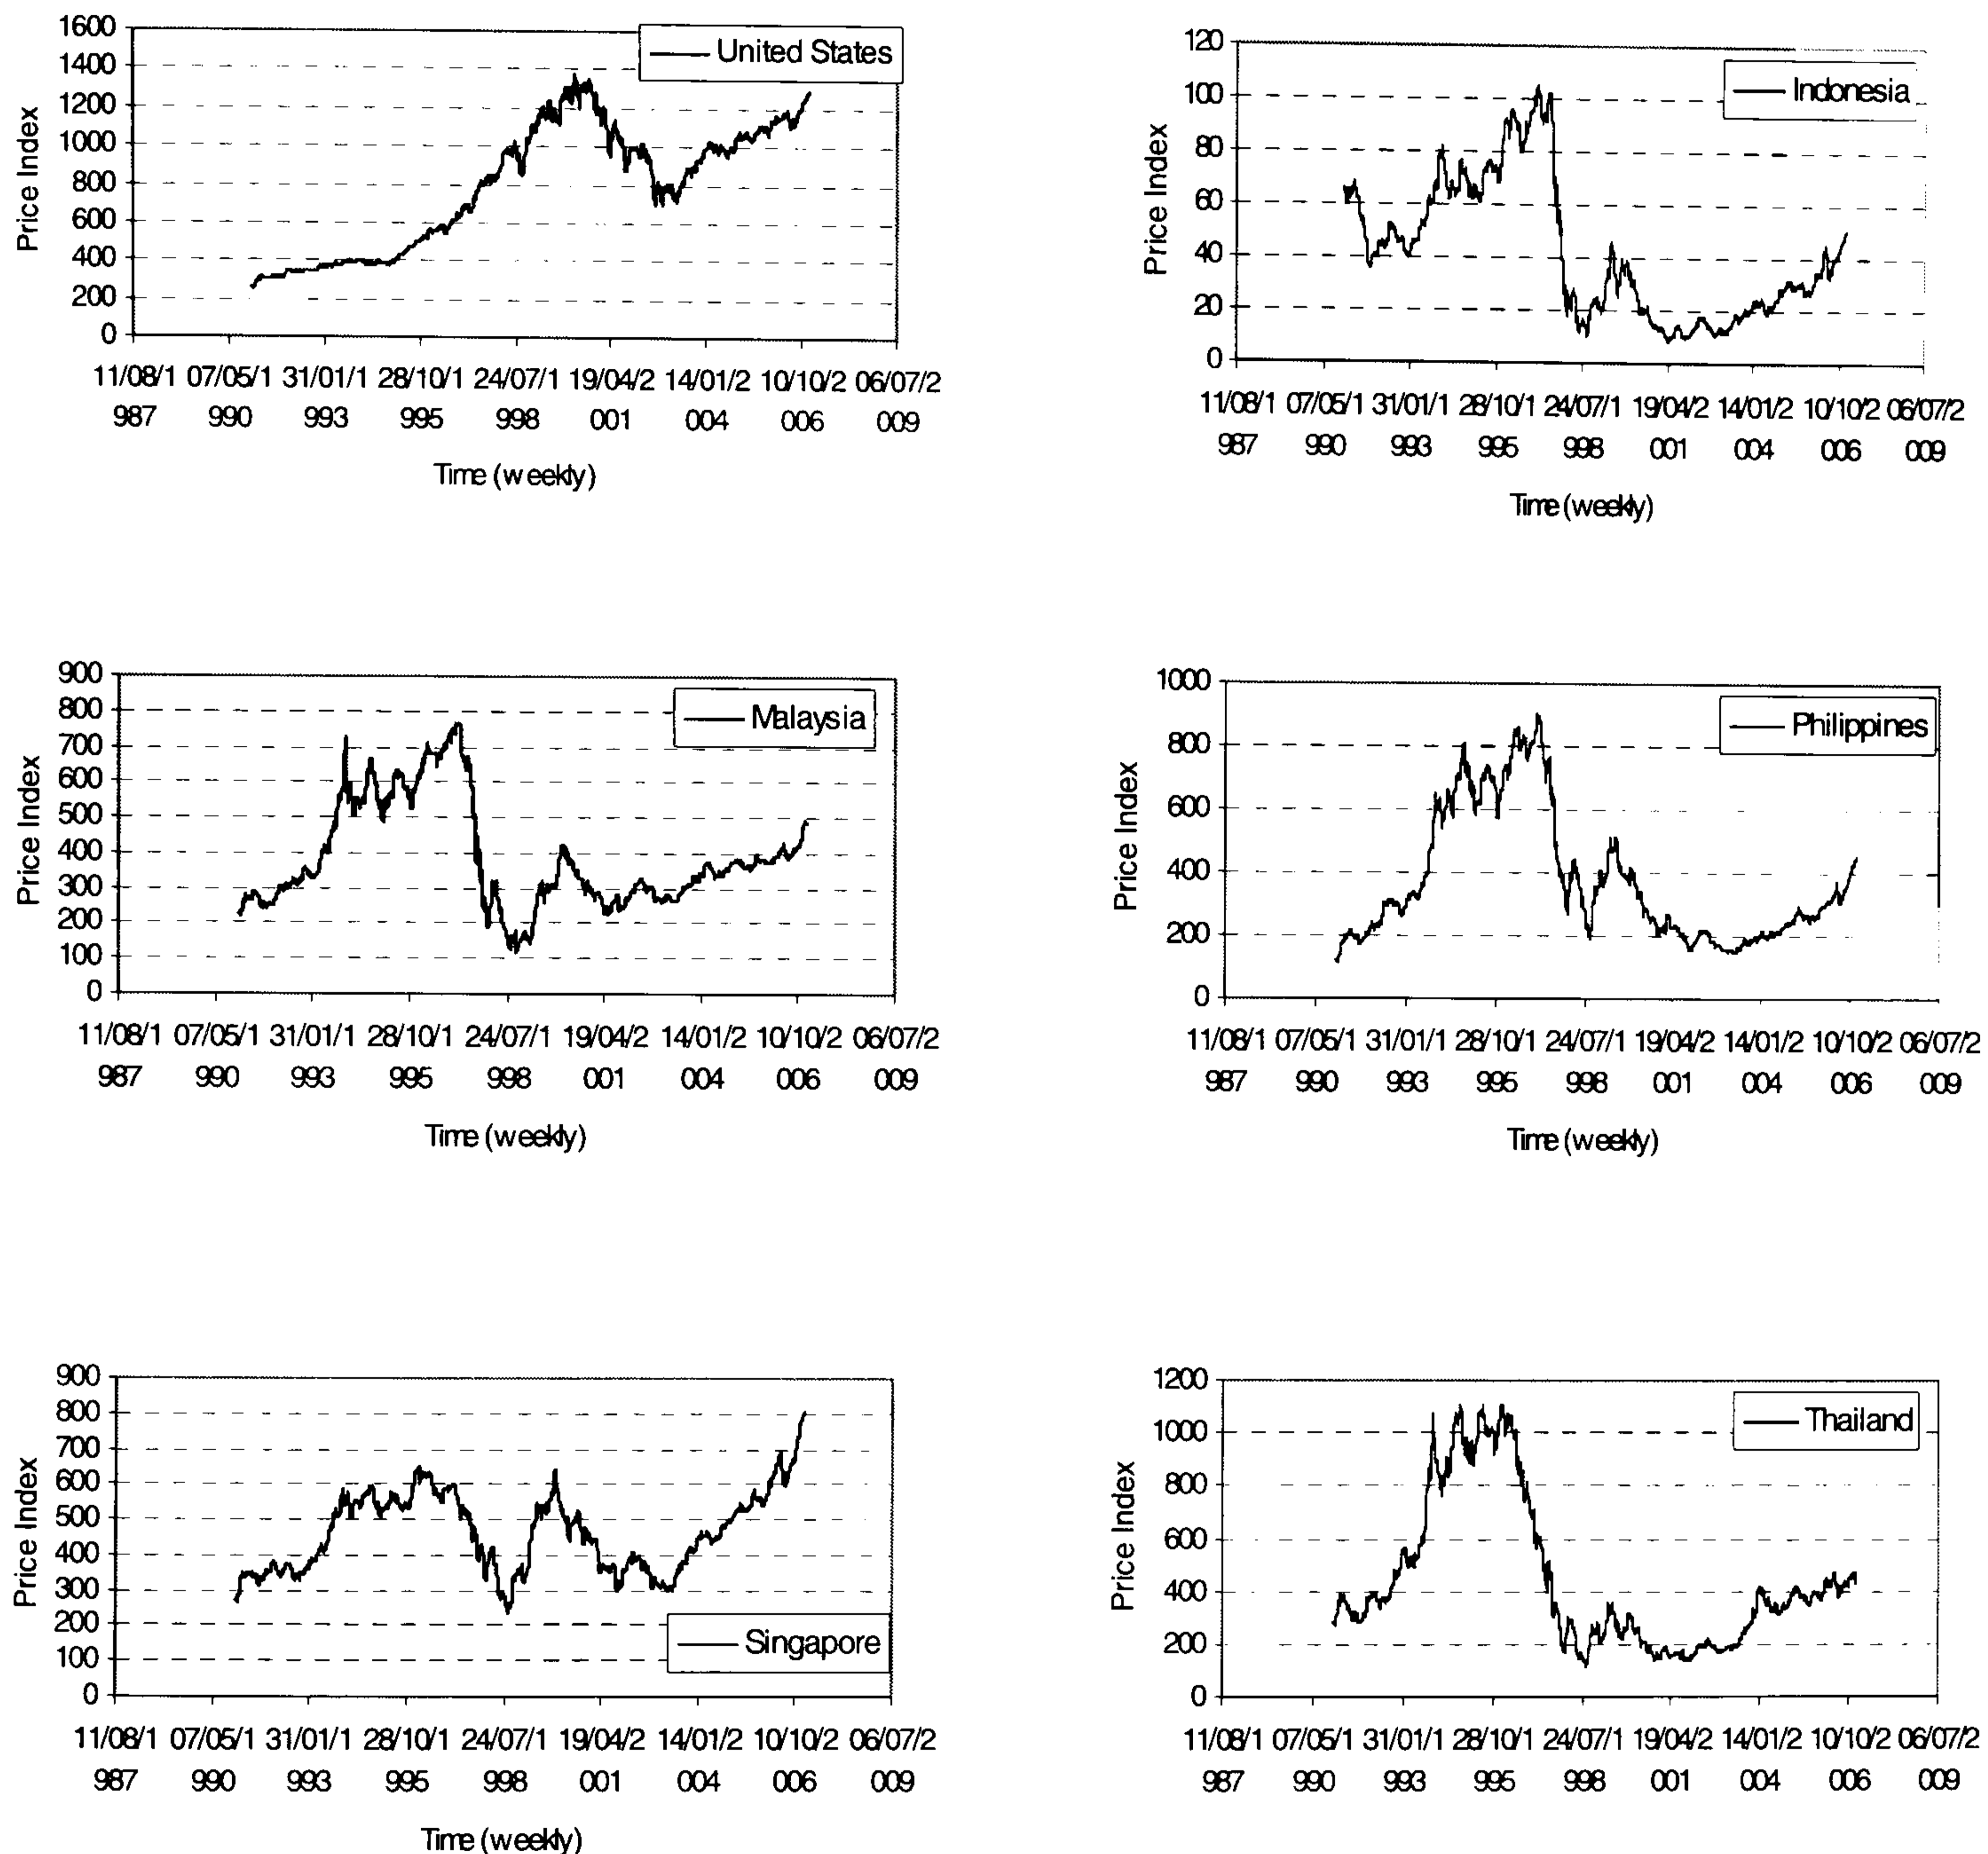 United States
1600
1400
1200
1000
800
600
400
200
0
Price Index
11/08/1 07/05/1 31/01/1 28/10/1 24/07/1 19/04/2 14/01/2 10/10/2 06/07/2
987 990 993 995 998 001 004 006 009
Time (weekly)
Indonesia
120
100
80
60
40
20
0
Price Index
11/08/1 07/05/1 31/01/1 28/10/1 24/07/1 19/04/2 14/01/2 10/10/2 06/07/2
987 990 993 995 998 001 004 006 009
Time (weekly)
Malaysia
900
800
700
600
500
400
300
200
100
0
Price Index
11/08/1 07/05/1 31/01/1 28/10/1 24/07/1 19/04/2 14/01/2 10/10/2 06/07/2
987 990 993 995 998 001 004 006 009
Time (weekly)
Philippines
1000
800
600
400
200
0
Price Index
11/08/1 07/05/1 31/01/1 28/10/1 24/07/1 19/04/2 14/01/2 10/10/2 06/07/2
987 990 993 995 998 001 004 006 009
Time (weekly)
Singapore
900
800
700
600
500
400
300
200
100
0
Price Index
11/08/1 07/05/1 31/01/1 28/10/1 24/07/1 19/04/2 14/01/2 10/10/2 06/07/2
987 990 993 995 998 001 004 006 009
Time (weekly)
Thailand
1200
1000
800
600
400
200
0
Price Index
11/08/1 07/05/1 31/01/1 28/10/1 24/07/1 19/04/2 14/01/2 10/10/2 06/07/2
987 990 993 995 998 001 004 006 009